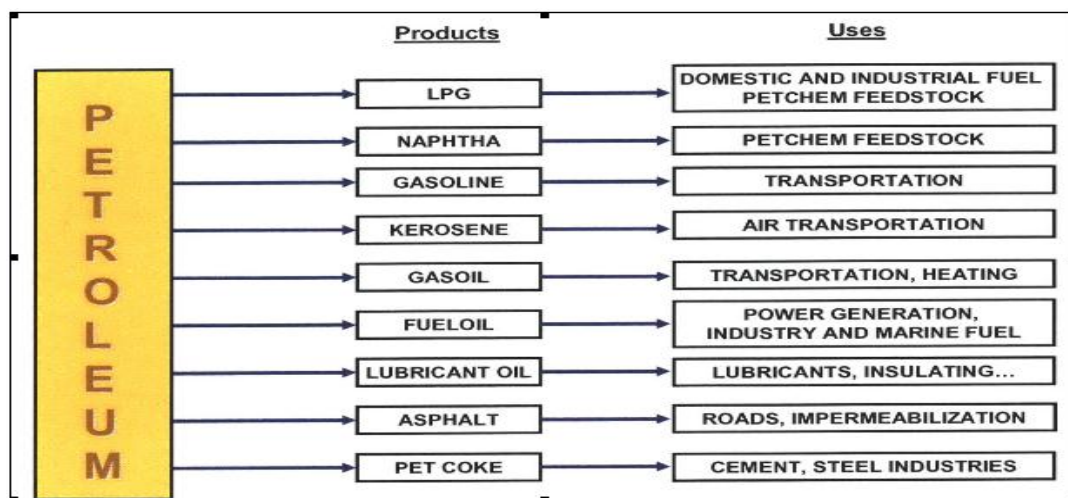 Products Uses
PETROLEUM
LPG
DOMESTIC AND INDUSTRIAL FUEL
PETCHEM FEEDSTOCK
NAPHTHA
PETCHEM FEEDSTOCK
GASOLINE
TRANSPORTATION
KEROSENE
AIR TRANSPORTATION
GASOIL
TRANSPORTATION, HEATING
FUELOIL
POWER GENERATION,
INDUSTRY AND MARINE FUEL
LUBRICANT OIL
LUBRICANTS, INSULATING...
ASPHALT
ROADS, IMPERMEABILIZATION
PET COKE
CEMENT, STEEL INDUSTRIES